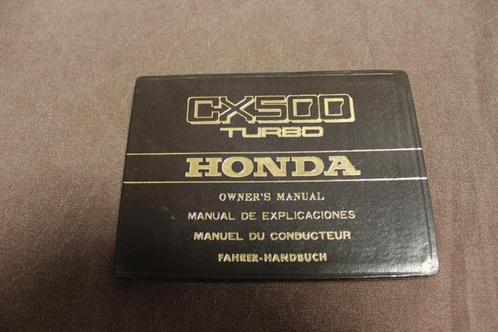 CX500
TURBO
HONDA
OWNER'S MANUAL
MANUAL DE EXPLICACIONES
MANUEL DU CONDUCTEUR
FAHRER-HANDBUCH